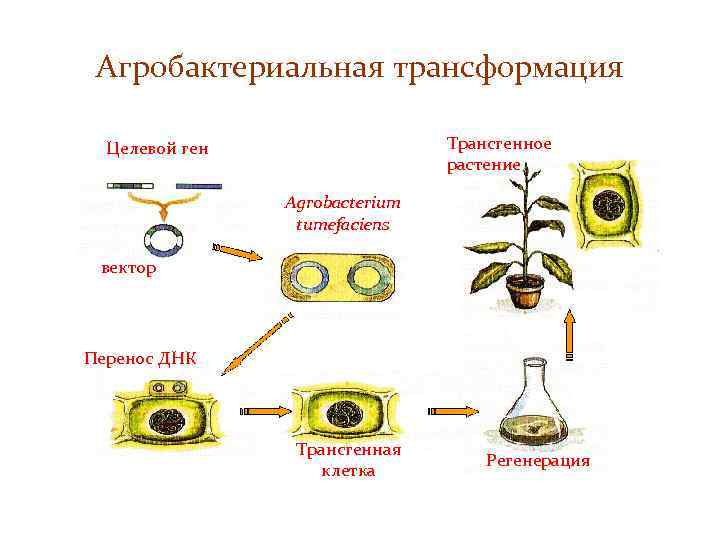 Агробактериальная трансформация
Целевой ген
Трансгенное
растение
Agrobacterium
tumefaciens
вектор
Перенос ДНК
Трансгенная
клетка
Регенерация